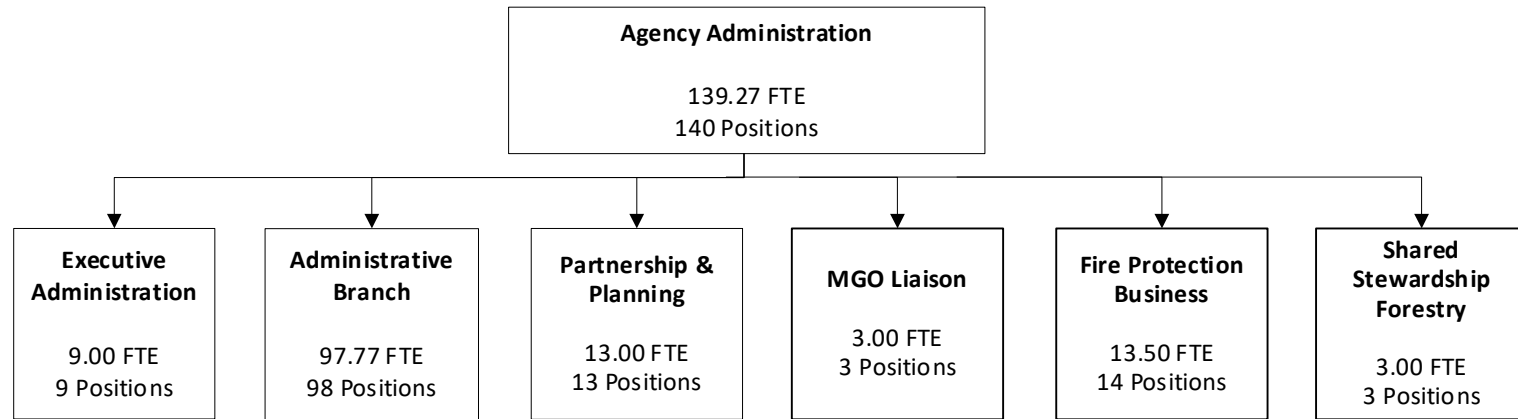 Agency Administration
139.27 FTE
140 Positions
Executive
Administration
9.00 FTE
9 Positions
Administrative
Branch
97.77 FTE
98 Positions
Partnership &
Planning
13.00 FTE
13 Positions
MGO Liaison
3.00 FTE
3 Positions
Fire Protection
Business
13.50 FTE
14 Positions
Shared
Stewardship
Forestry
3.00 FTE
3 Positions